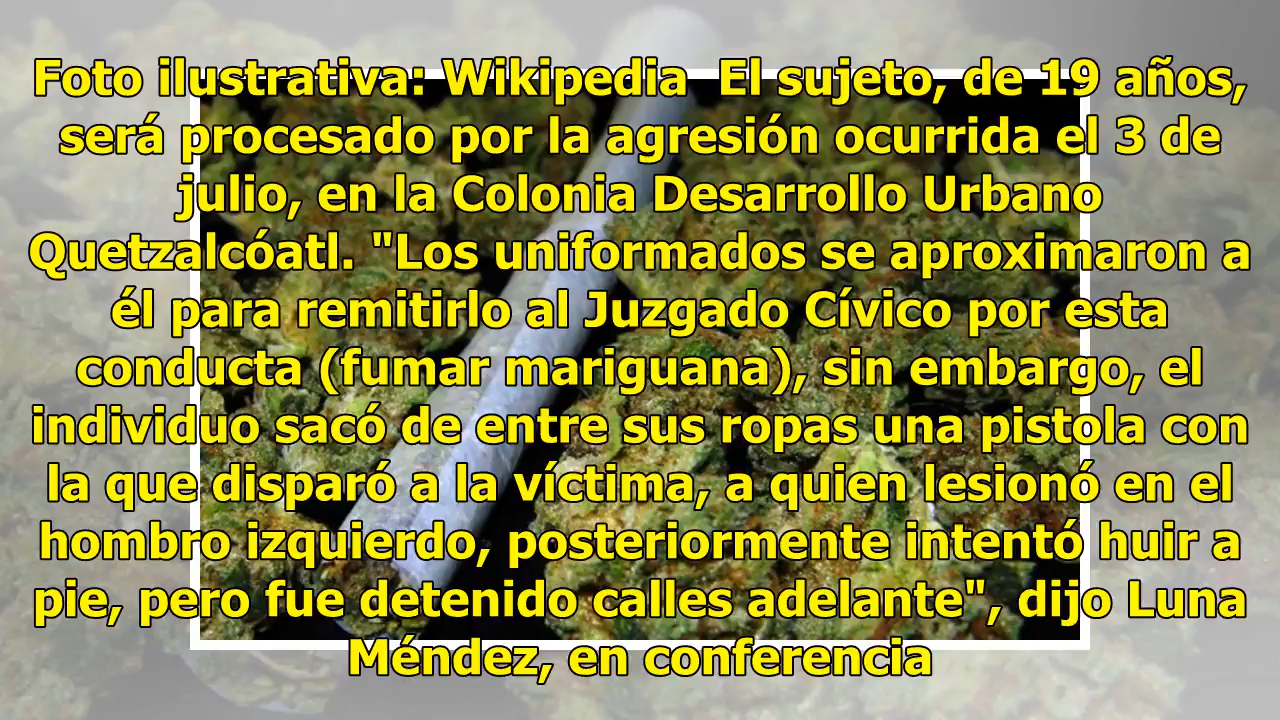 Foto ilustrativa: Wikipedia  El sujeto, de 19 años,
será procesado por la agresión ocurrida el 3 de
julio, en la Colonia Desarrollo Urbano
Quetzalcóatl. "Los uniformados se aproximaron a
él para remitirlo al Juzgado Cívico por esta
conducta (fumar mariguana), sin embargo, el
individuo sacó de entre sus ropas una pistola con
la que disparó a la víctima, a quien lesionó en el
hombro izquierdo, posteriormente intentó huir a
pie, pero fue detenido calles adelante", dijo Luna
Méndez, en conferencia